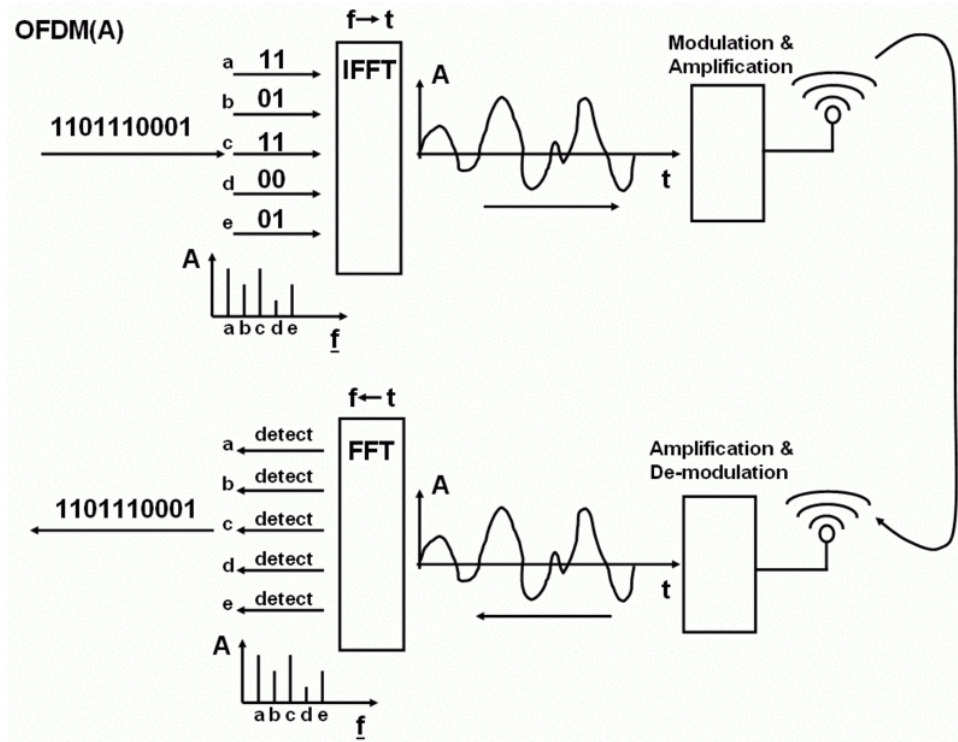 OFDM(A)
f→t
IFFT
1101110001
a 11
b 01
c 11
d 00
e 01
A
a b c d e
f
A
t
Modulation &
Amplification
f←t
FFT
1101110001
a detect
b detect
c detect
d detect
e detect
A
a b c d e
f
A
t
Amplification &
De-modulation